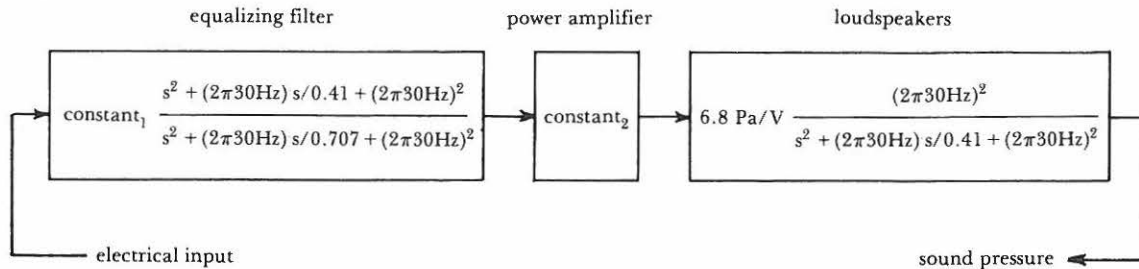 equalizing filter
power amplifier
loudspeakers
constant₁ s² + (2π30Hz) s/0.41 + (2π30Hz)² / s² + (2π30Hz) s/0.707 + (2π30Hz)²
constant₂
6.8 Pa/V (2π30Hz)² / s² + (2π30Hz) s/0.41 + (2π30Hz)²
electrical input
sound pressure